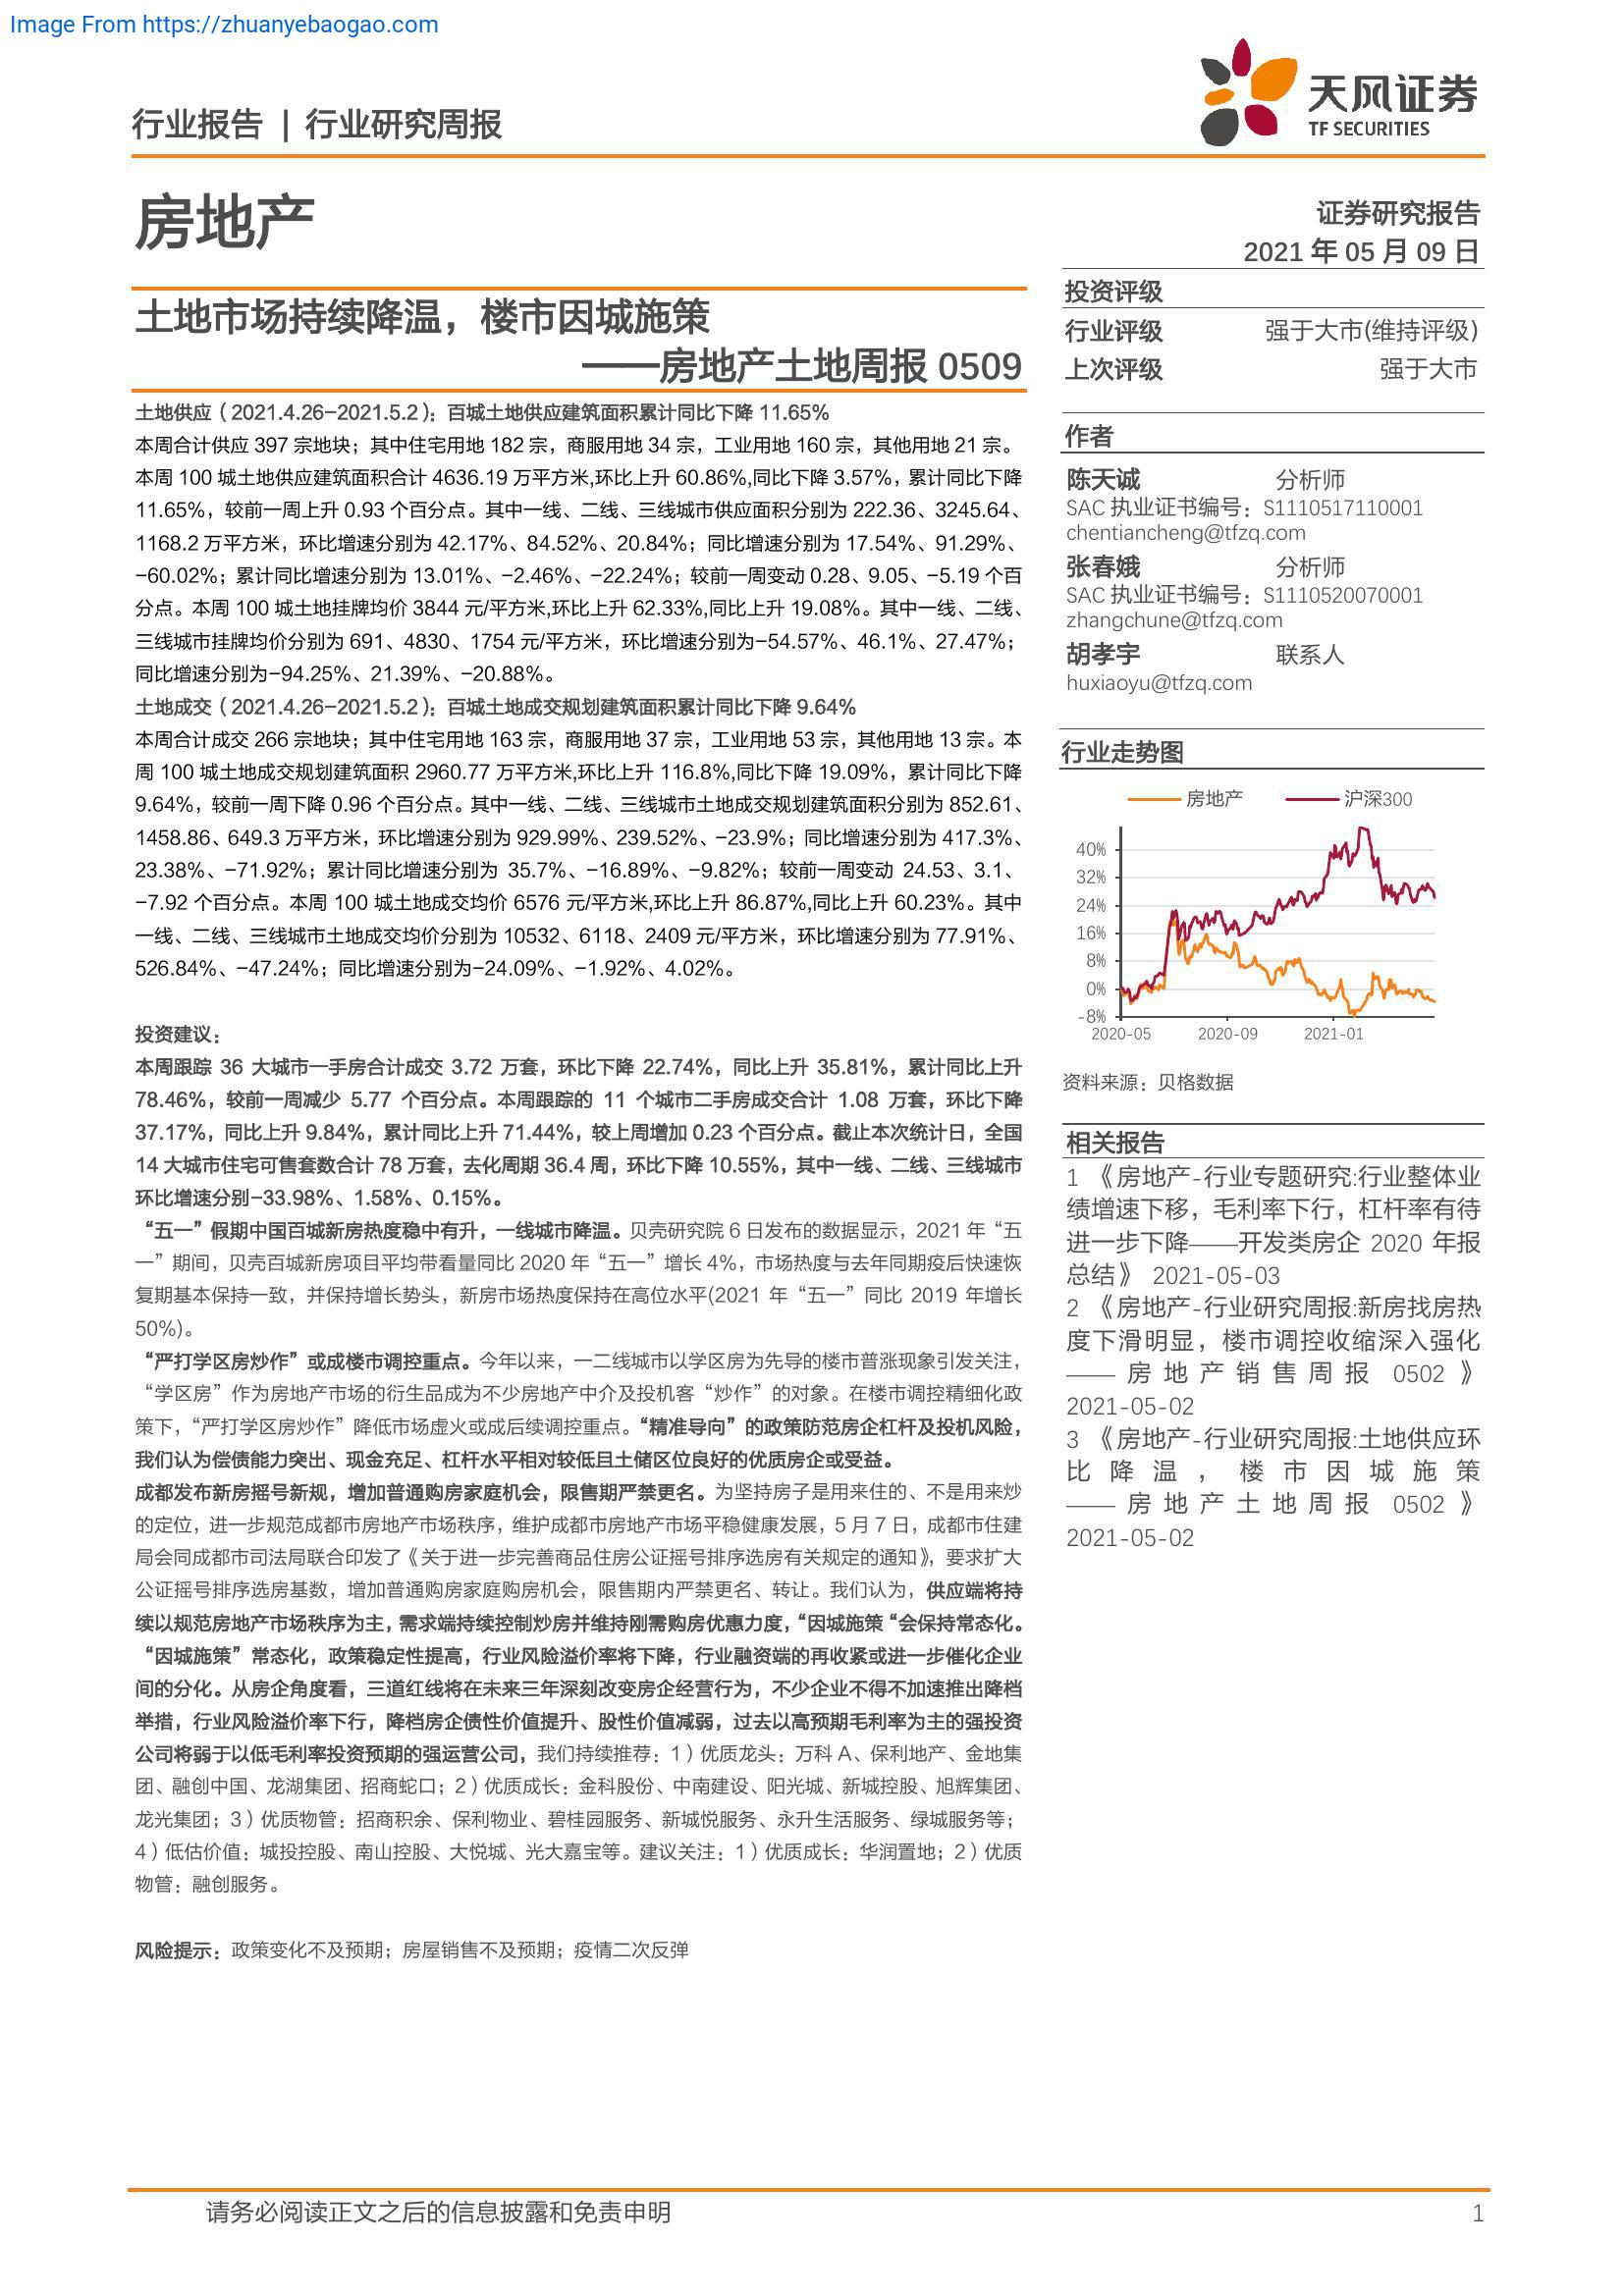 Image From https://zhuanyebaogao.com
行业报告 | 行业研究周报
天风证券
TF SECURITIES
房地产
证券研究报告
2021 年 05 月 09 日
土地市场持续降温，楼市因城施策
——房地产土地周报 0509
土地供应（2021.4.26-2021.5.2）：百城土地供应建筑面积累计同比下降 11.65%
本周合计供应 397 宗地块；其中住宅用地 182 宗，商服用地 34 宗，工业用地 160 宗，其他用地 21 宗。
本周 100 城土地供应建筑面积合计 4636.19 万平方米,环比上升 60.86%,同比下降 3.57%，累计同比下降
11.65%，较前一周上升 0.93 个百分点。其中一线、二线、三线城市供应面积分别为 222.36、3245.64、
1168.2 万平方米，环比增速分别为 42.17%、84.52%、20.84%；同比增速分别为 17.54%、91.29%、
-60.02%；累计同比增速分别为 13.01%、-2.46%、-22.24%；较前一周变动 0.28、9.05、-5.19 个百
分点。本周 100 城土地挂牌均价 3844 元/平方米,环比上升 62.33%,同比上升 19.08%。其中一线、二线、
三线城市挂牌均价分别为 691、4830、1754 元/平方米，环比增速分别为-54.57%、46.1%、27.47%；
同比增速分别为-94.25%、21.39%、-20.88%。
土地成交（2021.4.26-2021.5.2）：百城土地成交规划建筑面积累计同比下降 9.64%
本周合计成交 266 宗地块；其中住宅用地 163 宗，商服用地 37 宗，工业用地 53 宗，其他用地 13 宗。本
周 100 城土地成交规划建筑面积 2960.77 万平方米,环比上升 116.8%,同比下降 19.09%，累计同比下降
9.64%，较前一周下降 0.96 个百分点。其中一线、二线、三线城市土地成交规划建筑面积分别为 852.61、
1458.86、649.3 万平方米，环比增速分别为 929.99%、239.52%、-23.9%；同比增速分别为 417.3%、
23.38%、-71.92%；累计同比增速分别为 35.7%、-16.89%、-9.82%；较前一周变动 24.53、3.1、
-7.92 个百分点。本周 100 城土地成交均价 6576 元/平方米,环比上升 86.87%,同比上升 60.23%。其中
一线、二线、三线城市土地成交均价分别为 10532、6118、2409 元/平方米，环比增速分别为 77.91%、
526.84%、-47.24%；同比增速分别为-24.09%、-1.92%、4.02%。
投资建议：
本周跟踪 36 大城市一手房合计成交 3.72 万套，环比下降 22.74%，同比上升 35.81%，累计同比上升
78.46%，较前一周减少 5.77 个百分点。本周跟踪的 11 个城市二手房成交合计 1.08 万套，环比下降
37.17%，同比上升 9.84%，累计同比上升 71.44%，较上周增加 0.23 个百分点。截止本次统计日，全国
14 大城市住宅可售套数合计 78 万套，去化周期 36.4 周，环比下降 10.55%，其中一线、二线、三线城市
环比增速分别-33.98%、1.58%、0.15%。
“五一”假期中国百城新房热度稳中有升，一线城市降温。贝壳研究院 6 日发布的数据显示，2021 年“五
一”期间，贝壳百城新房项目平均带看量同比 2020 年“五一”增长 4%，市场热度与去年同期疫后快速恢
复期基本保持一致，并保持增长势头，新房市场热度保持在高位水平(2021 年“五一”同比 2019 年增长
50%)。
“严打学区房炒作”或成楼市调控重点。今年以来，一二线城市以学区房为先导的楼市普涨现象引发关注，
“学区房”作为房地产市场的衍生品成为不少房地产中介及投机客“炒作”的对象。在楼市调控精细化政
策下，“严打学区房炒作”降低市场虚火或成后续调控重点。“精准导向”的政策防范房企杠杆及投机风险，
我们认为偿债能力突出、现金充足、杠杆水平相对较低且土储区位良好的优质房企或受益。
成都发布新房摇号新规，增加普通购房家庭机会，限售期严禁更名。为坚持房子是用来住的、不是用来炒
的定位，进一步规范成都市房地产市场秩序，维护成都市房地产市场平稳健康发展，5 月 7 日，成都市住建
局会同成都市司法局联合印发了《关于进一步完善商品住房公证摇号排序选房有关规定的通知》，要求扩大
公证摇号排序选房基数，增加普通购房家庭购房机会，限售期内严禁更名、转让。我们认为，供应端将持
续以规范房地产市场秩序为主，需求端持续控制炒房并维持刚需购房优惠力度，“因城施策“会保持常态化。
“因城施策”常态化，政策稳定性提高，行业风险溢价率将下降，行业融资端的再收紧或进一步催化企业
间的分化。从房企角度看，三道红线将在未来三年深刻改变房企经营行为，不少企业不得不加速推出降档
举措，行业风险溢价率下行，降档房企债性价值提升、股性价值减弱，过去以高预期毛利率为主的强投资
公司将弱于以低毛利率投资预期的强运营公司，我们持续推荐：1）优质龙头：万科 A、保利地产、金地集
团、融创中国、龙湖集团、招商蛇口；2）优质成长：金科股份、中南建设、阳光城、新城控股、旭辉集团、
龙光集团；3）优质物管：招商积余、保利物业、碧桂园服务、新城悦服务、永升生活服务、绿城服务等；
4）低估价值：城投控股、南山控股、大悦城、光大嘉宝等。建议关注：1）优质成长：华润置地；2）优质
物管：融创服务。
风险提示：政策变化不及预期；房屋销售不及预期；疫情二次反弹
投资评级
行业评级 强于大市(维持评级)
上次评级 强于大市
作者
陈天诚 分析师
SAC 执业证书编号：S1110517110001
chentiancheng@tfzq.com
张春娥 分析师
SAC 执业证书编号：S1110520070001
zhangchune@tfzq.com
胡孝宇 联系人
huxiaoyu@tfzq.com
行业走势图
房地产 沪深300
40%
32%
24%
16%
8%
0%
-8%
2020-05 2020-09 2021-01
资料来源：贝格数据
相关报告
1 《房地产-行业专题研究:行业整体业
绩增速下移，毛利率下行，杠杆率有待
进一步下降——开发类房企 2020 年报
总结》 2021-05-03
2 《房地产-行业研究周报:新房找房热
度下滑明显，楼市调控收缩深入强化
——房地产销售周报 0502》
2021-05-02
3 《房地产-行业研究周报:土地供应环
比降温，楼市因城施策
——房地产土地周报 0502》
2021-05-02
请务必阅读正文之后的信息披露和免责申明
1